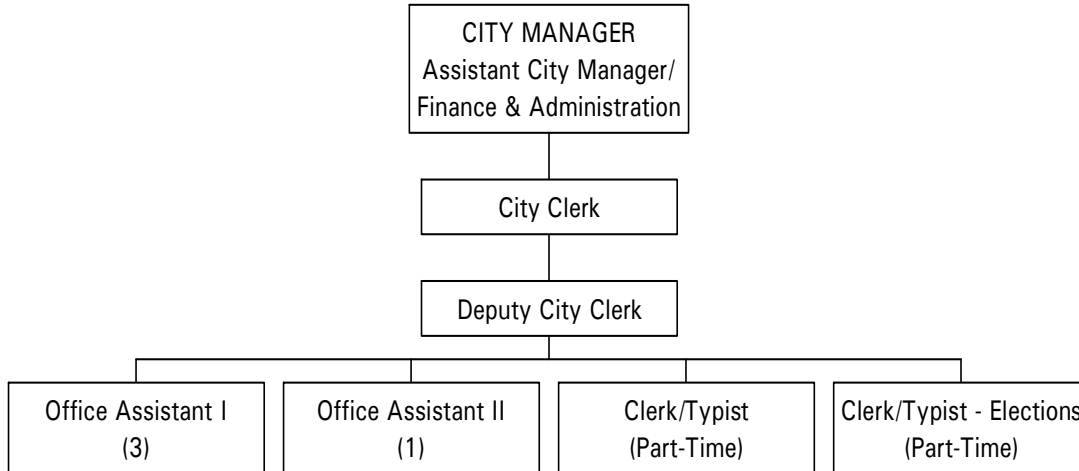 CITY MANAGER
Assistant City Manager/
Finance & Administration
City Clerk
Deputy City Clerk
Office Assistant I
(3)
Office Assistant II
(1)
Clerk/Typist
(Part-Time)
Clerk/Typist - Elections
(Part-Time)